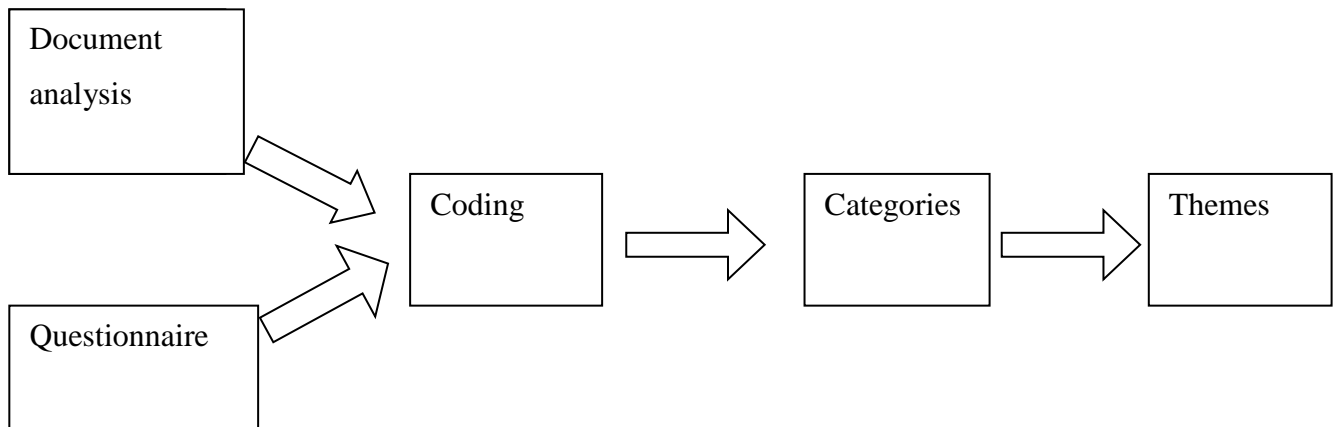 Document
analysis
Questionnaire
Coding
Categories
Themes